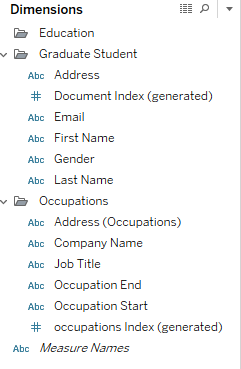 Dimensions
Education
Graduate Student
Abc Address
# Document Index (generated)
Abc Email
Abc First Name
Abc Gender
Abc Last Name
Occupations
Abc Address (Occupations)
Abc Company Name
Abc Job Title
Abc Occupation End
Abc Occupation Start
# occupations Index (generated)
Abc Measure Names